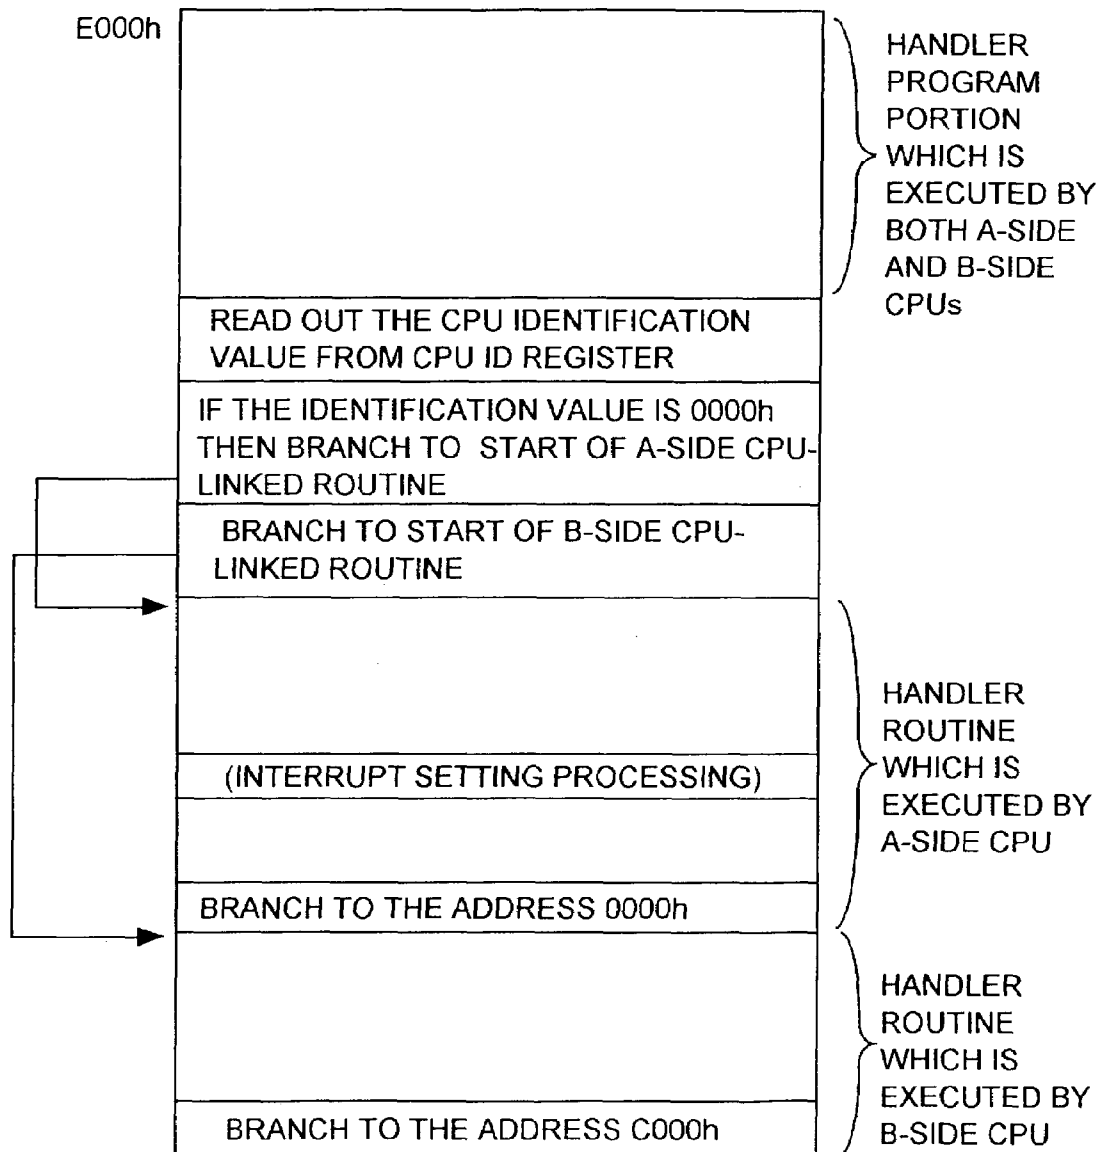 E000h
HANDLER
PROGRAM
PORTION
WHICH IS
EXECUTED BY
BOTH A-SIDE
AND B-SIDE
CPUs
READ OUT THE CPU IDENTIFICATION
VALUE FROM CPU ID REGISTER
IF THE IDENTIFICATION VALUE IS 0000h
THEN BRANCH TO START OF A-SIDE CPU-
LINKED ROUTINE
BRANCH TO START OF B-SIDE CPU-
LINKED ROUTINE
(INTERRUPT SETTING PROCESSING)
BRANCH TO THE ADDRESS 0000h
HANDLER
ROUTINE
WHICH IS
EXECUTED BY
A-SIDE CPU
BRANCH TO THE ADDRESS C000h
HANDLER
ROUTINE
WHICH IS
EXECUTED BY
B-SIDE CPU